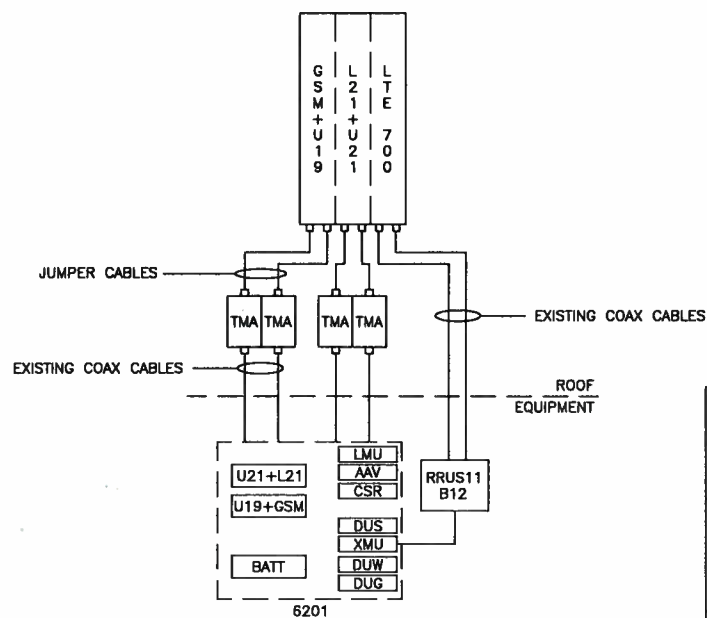 GSM+U19
L21+U21
LTE 700
JUMPER CABLES
TMA TMA TMA TMA
EXISTING COAX CABLES
EXISTING COAX CABLES
ROOF
EQUIPMENT
LMU
AAV
CSR
U21+L21
U19+GSM
RRUS11
B12
DUS
XMU
BATT
DUW
DUG
6201